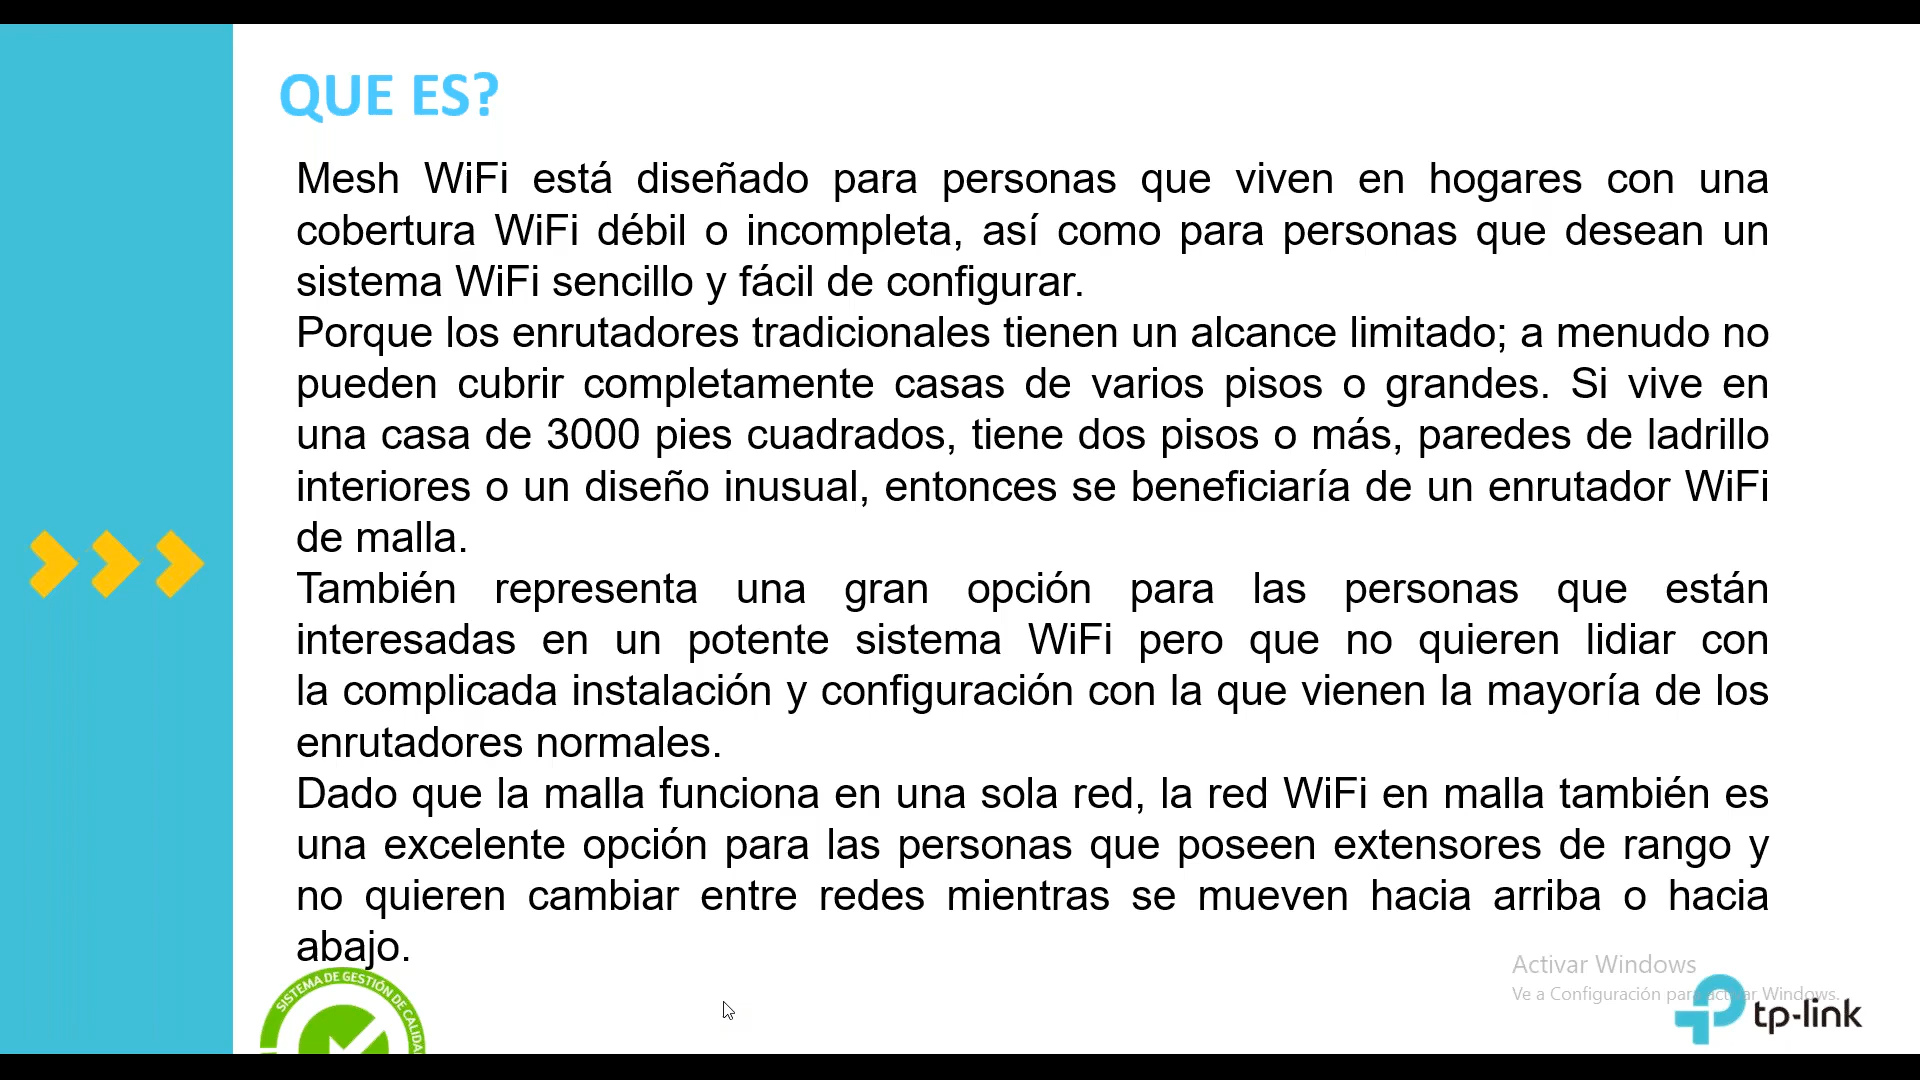 QUE ES?
Mesh WiFi está diseñado para personas que viven en hogares con una
cobertura WiFi débil o incompleta, así como para personas que desean un
sistema WiFi sencillo y fácil de configurar.
Porque los enrutadores tradicionales tienen un alcance limitado; a menudo no
pueden cubrir completamente casas de varios pisos o grandes. Si vive en
una casa de 3000 pies cuadrados, tiene dos pisos o más, paredes de ladrillo
interiores o un diseño inusual, entonces se beneficiaría de un enrutador WiFi
de malla.
También representa una gran opción para las personas que están
interesadas en un potente sistema WiFi pero que no quieren lidiar con
la complicada instalación y configuración con la que vienen la mayoría de los
enrutadores normales.
Dado que la malla funciona en una sola red, la red WiFi en malla también es
una excelente opción para las personas que poseen extensores de rango y
no quieren cambiar entre redes mientras se mueven hacia arriba o hacia
abajo.
SISTEMA DE GESTIÓN DE CALIDA
Activar Windows
Ve a Configuración para activar Windows.
tp-link